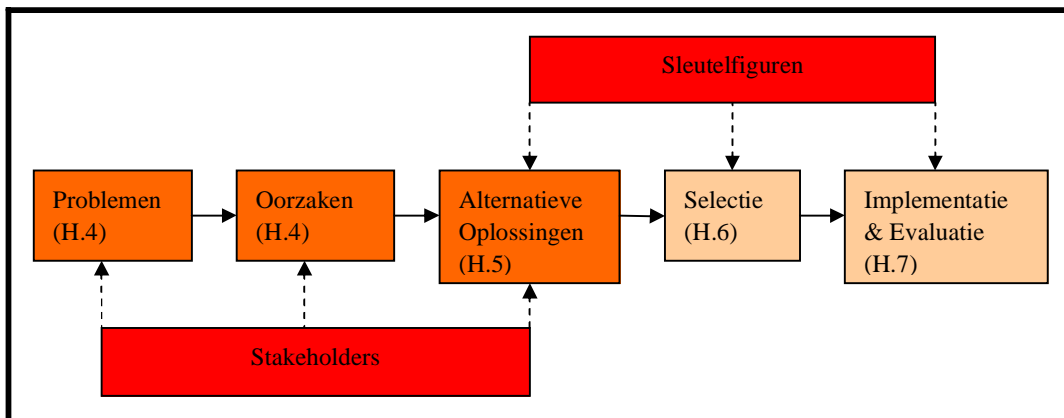 Sleutelfiguren
Problemen
(H.4)
Oorzaken
(H.4)
Alternatieve
Oplossingen
(H.5)
Selectie
(H.6)
Implementatie
& Evaluatie
(H.7)
Stakeholders